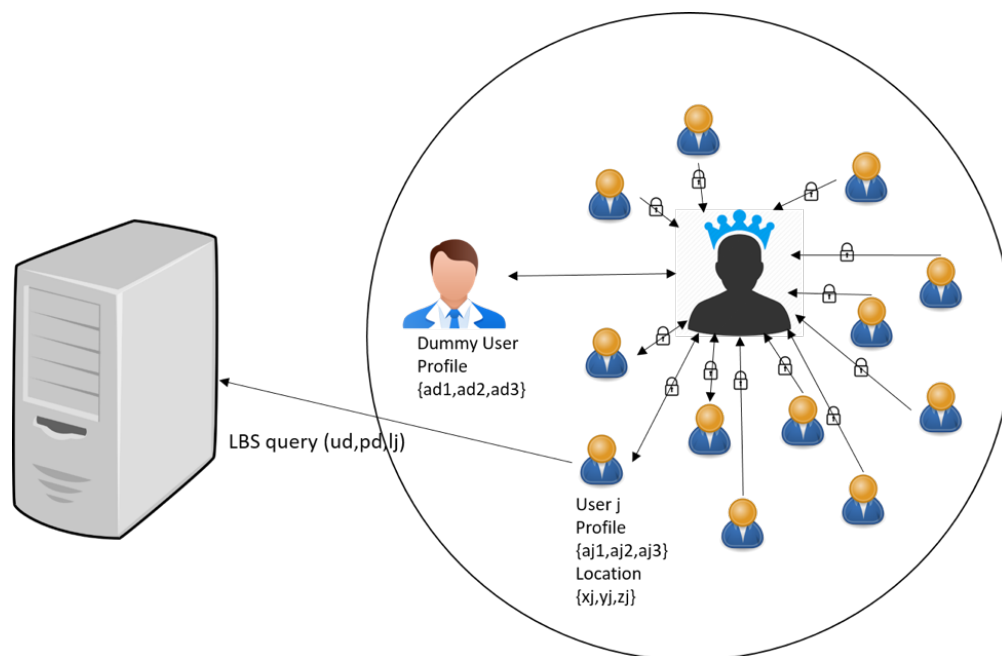 Dummy User
Profile
{ad1,ad2,ad3}
LBS query (ud,pd,lj)
User j
Profile
{aj1,aj2,aj3}
Location
{xj,yj,zj}